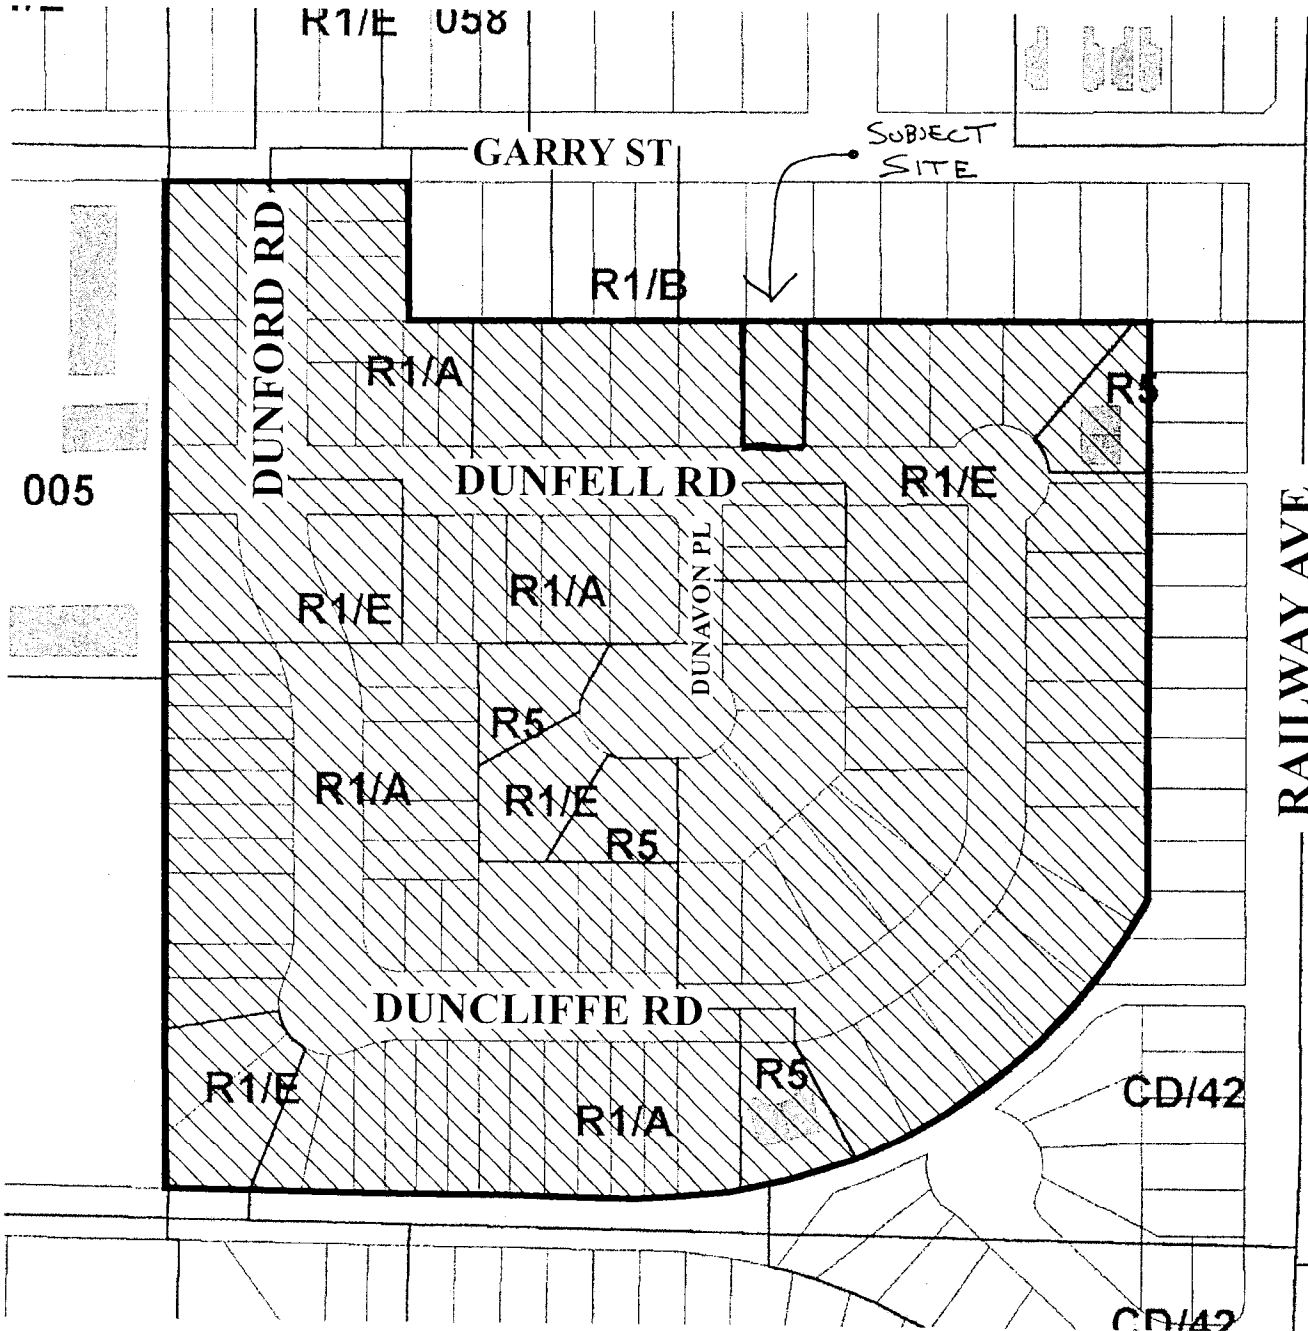 R1/E 058
SUBJECT
SITE
GARRY ST
DUNFORD RD
R1/B
R1/A
R5
005
DUNFELL RD
R1/E
RAILWAY AVE
DUNAVON PL
R1/E
R1/A
R5
R1/A
R1/E
R5
DUNCLIFFE RD
R1/E
R5
R1/A
CD/42
CD/42